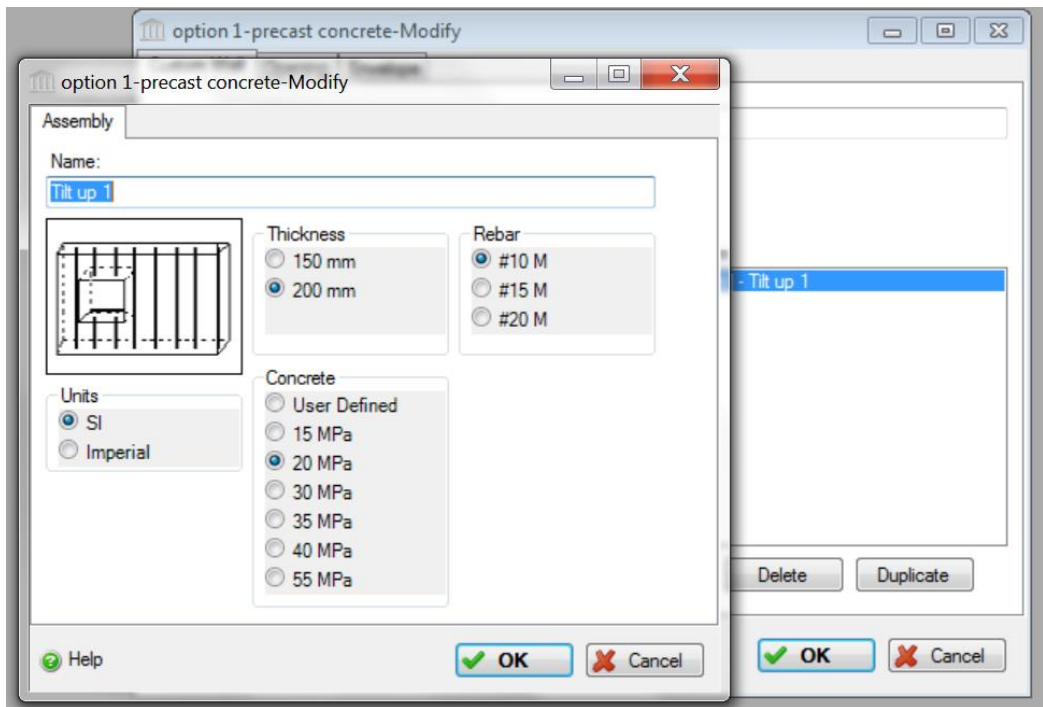 option 1-precast concrete-Modify
option 1-precast concrete-Modify
Assembly
Name:
Tilt up 1
Thickness
150 mm
200 mm
Rebar
#10 M
#15 M
#20 M
Units
SI
Imperial
Concrete
User Defined
15 MPa
20 MPa
30 MPa
35 MPa
40 MPa
55 MPa
Help
OK
Cancel
- Tilt up 1
Delete
Duplicate
OK
Cancel